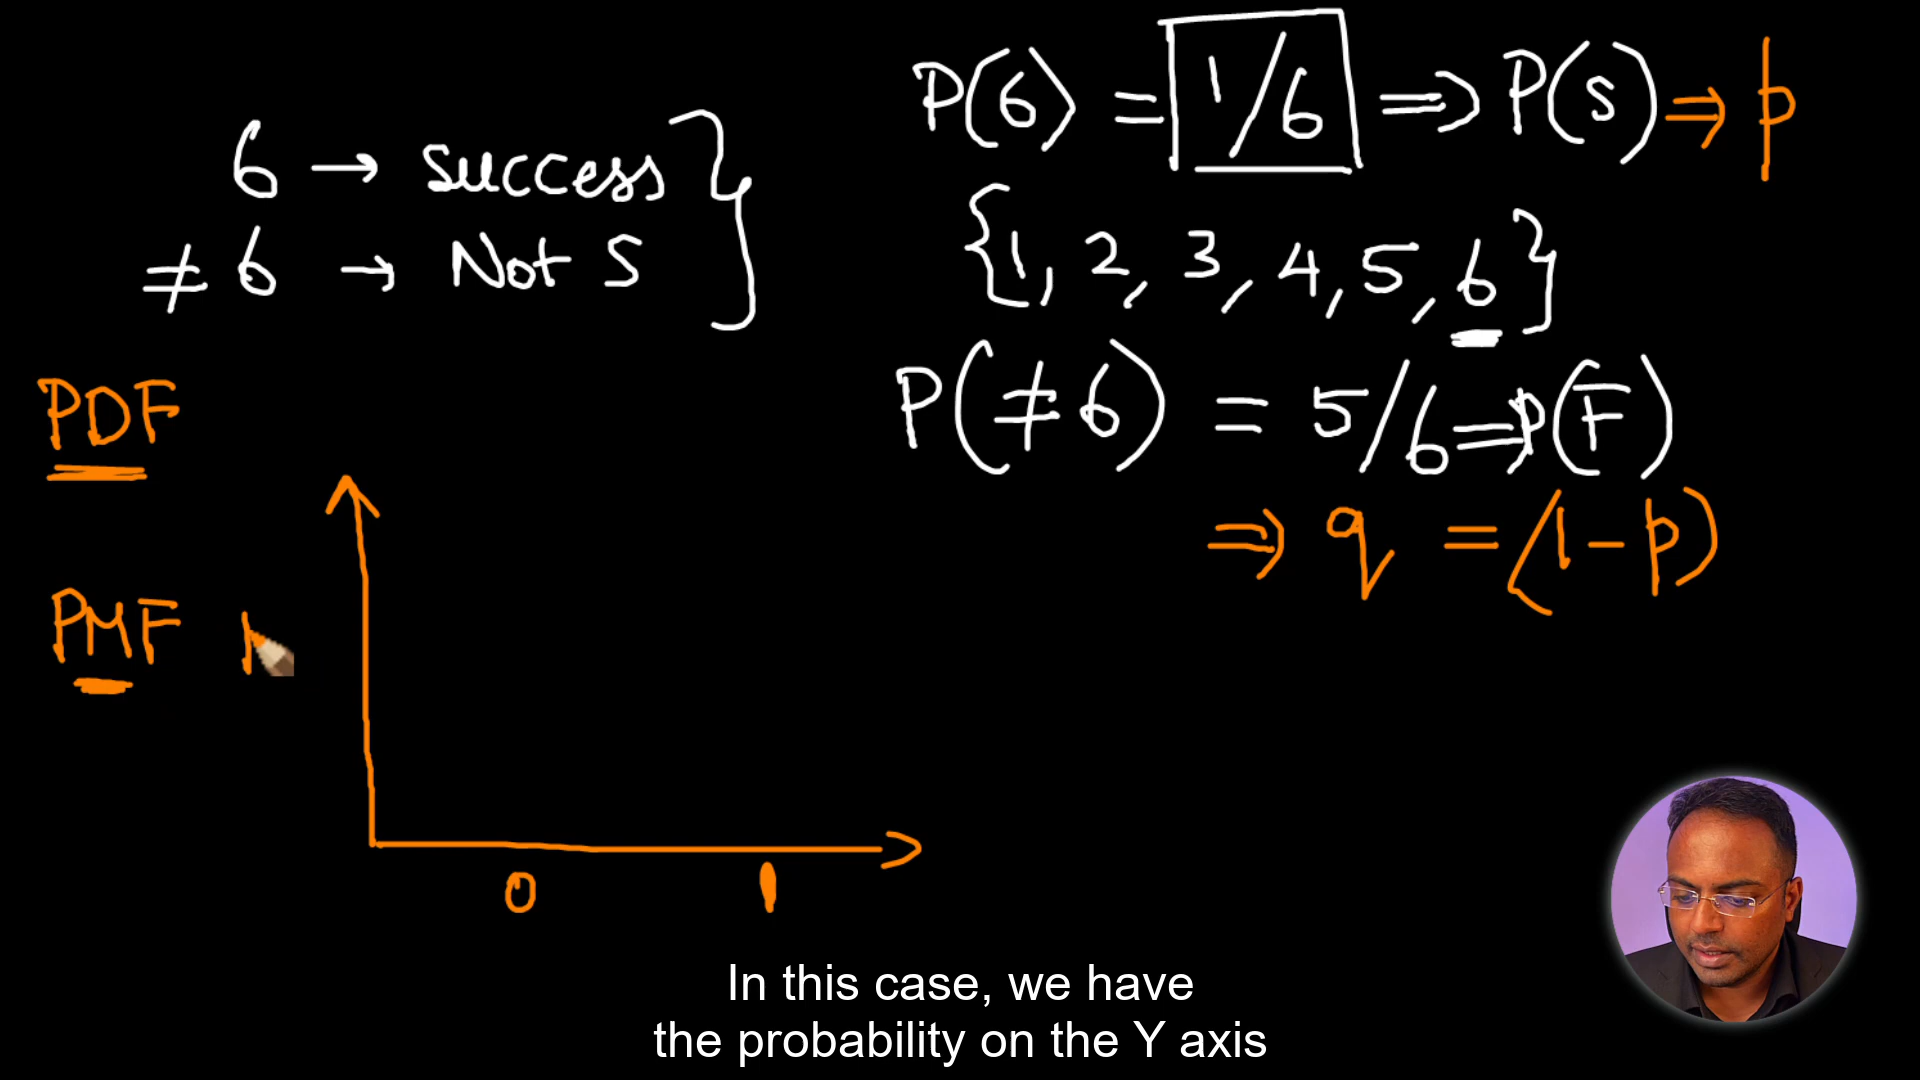 P(6) = 1/6 ⇒ P(S) ⇒ p
6 → success
{1, 2, 3, 4, 5, 6}
≠ 6 → Not S
P(≠6) = 5/6 ⇒ P(F)
PDF
⇒ q = (1-p)
PMF
0 1
In this case, we have
the probability on the Y axis